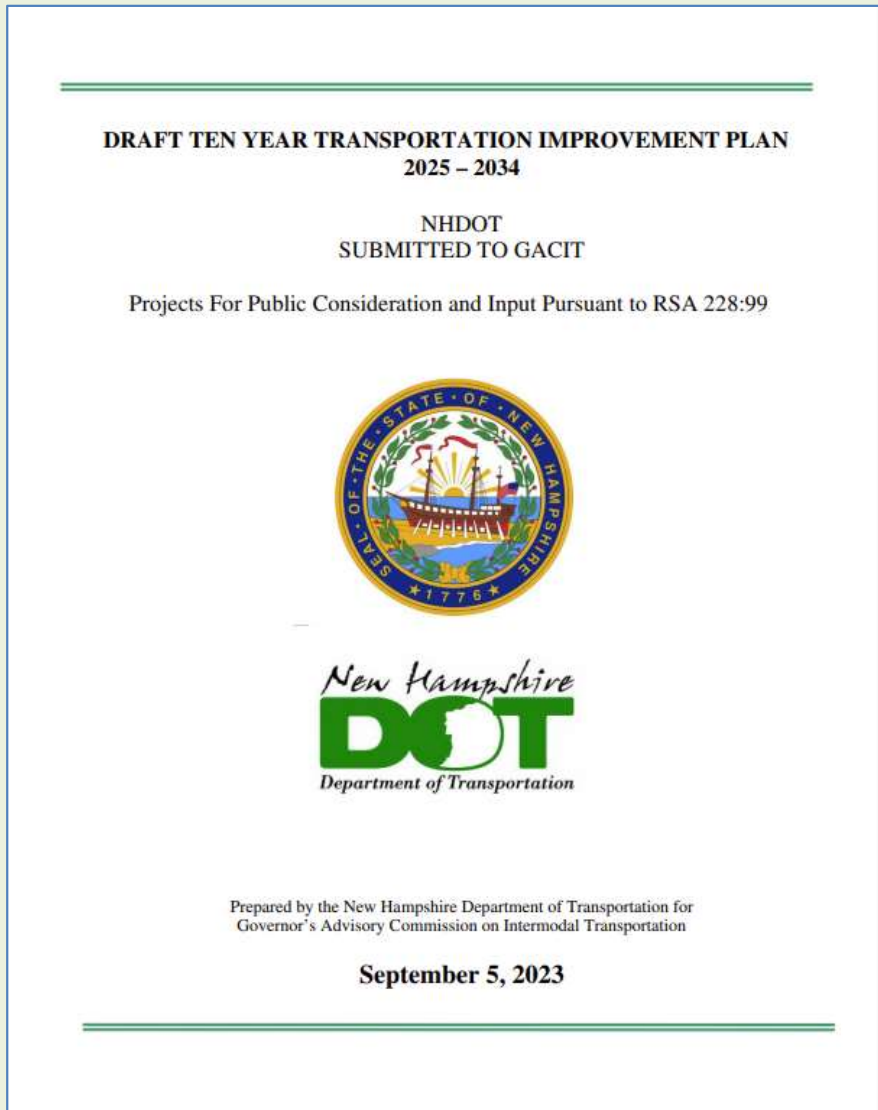 DRAFT TEN YEAR TRANSPORTATION IMPROVEMENT PLAN
2025 – 2034
NHDOT
SUBMITTED TO GACIT
Projects For Public Consideration and Input Pursuant to RSA 228:99
SEAL · OF · THE · STATE · OF · NEW HAMPSHIRE
★ 1776 ★
New Hampshire
DOT
Department of Transportation
Prepared by the New Hampshire Department of Transportation for
Governor’s Advisory Commission on Intermodal Transportation
September 5, 2023